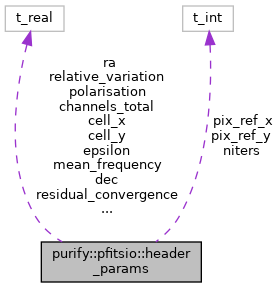 t_real
t_int
ra
relative_variation
polarisation
channels_total
cell_x
cell_y
epsilon
mean_frequency
dec
residual_convergence
...
pix_ref_x
pix_ref_y
niters
purify::pfitsio::header
_params